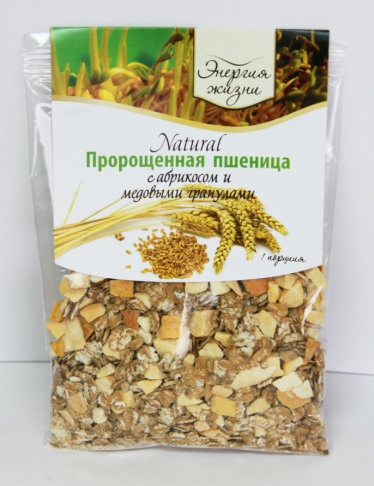 Энергия
жизни
Natural
Пророщенная пшеница
с абрикосом и
медовыми гранулами
1 порция